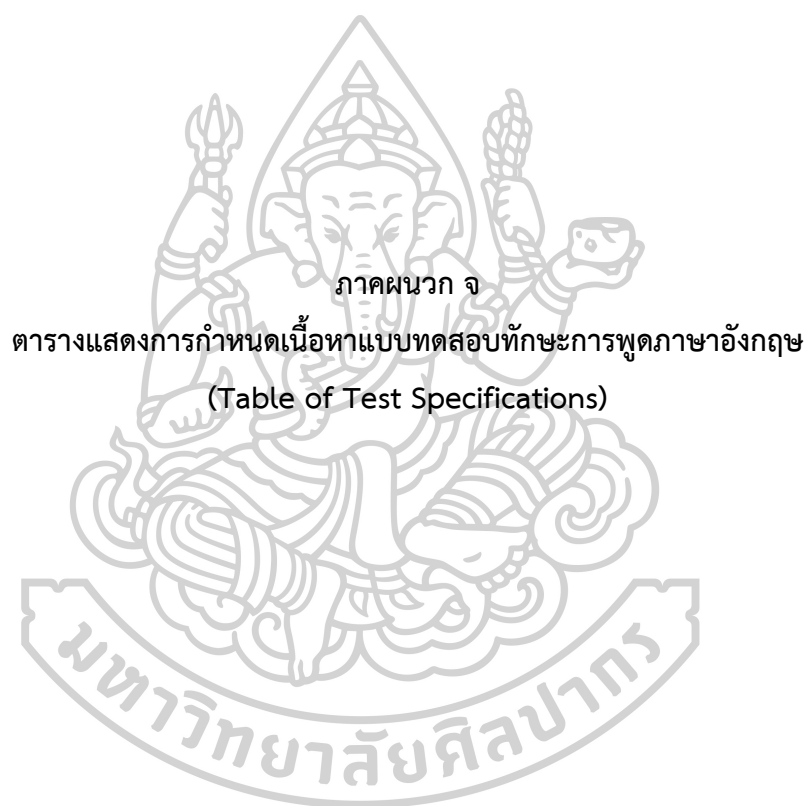 ภาคผนวก จ
ตารางแสดงการกำหนดเนื้อหาแบบทดสอบทักษะการพูดภาษาอังกฤษ
(Table of Test Specifications)
มหาวิทยาลัยศิลปากร